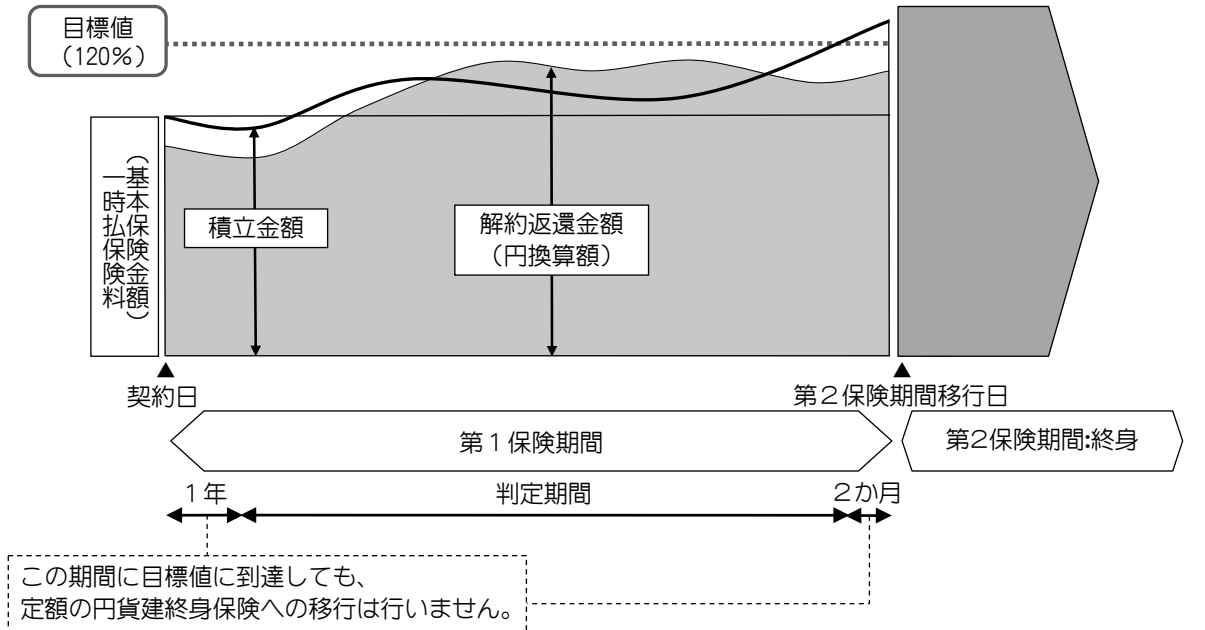 目標値
（120％）
一時払保険料
（基本保険金額）
積立金額
解約返還金額
（円換算額）
▲
契約日
▲
第２保険期間移行日
第１保険期間
第2保険期間:終身
１年
判定期間
２か月
この期間に目標値に到達しても、
定額の円貨建終身保険への移行は行いません。